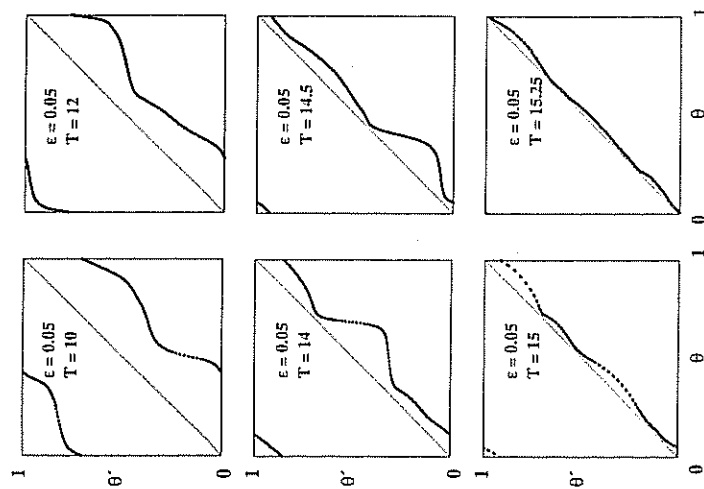 1
θ´
0
ε = 0.05
T = 10
ε = 0.05
T = 12
1
θ´
0
ε = 0.05
T = 14
ε = 0.05
T = 14.5
1
θ´
0
ε = 0.05
T = 15
ε = 0.05
T = 15.25
0
θ
1
0
θ
1